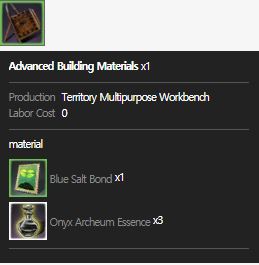 Advanced Building Materials x1
Production Territory Multipurpose Workbench
Labor Cost 0
material
Blue Salt Bond x1
Onyx Archeum Essence x3